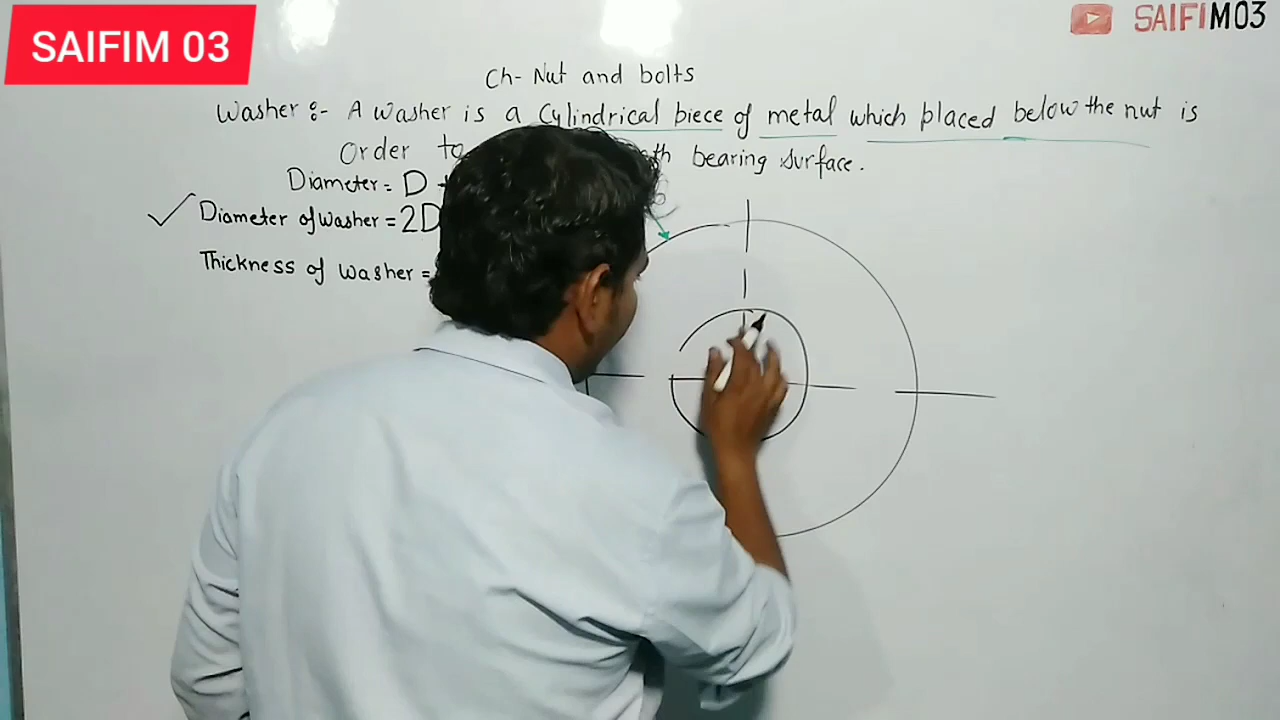 SAIFIM 03
SAIFIM03
Ch- Nut and bolts
Washer :- A washer is a Cylindrical biece of metal which placed below the nut is
Order to bearing surface.
Diameter = D
Diameter of washer = 2D
Thickness of washer =